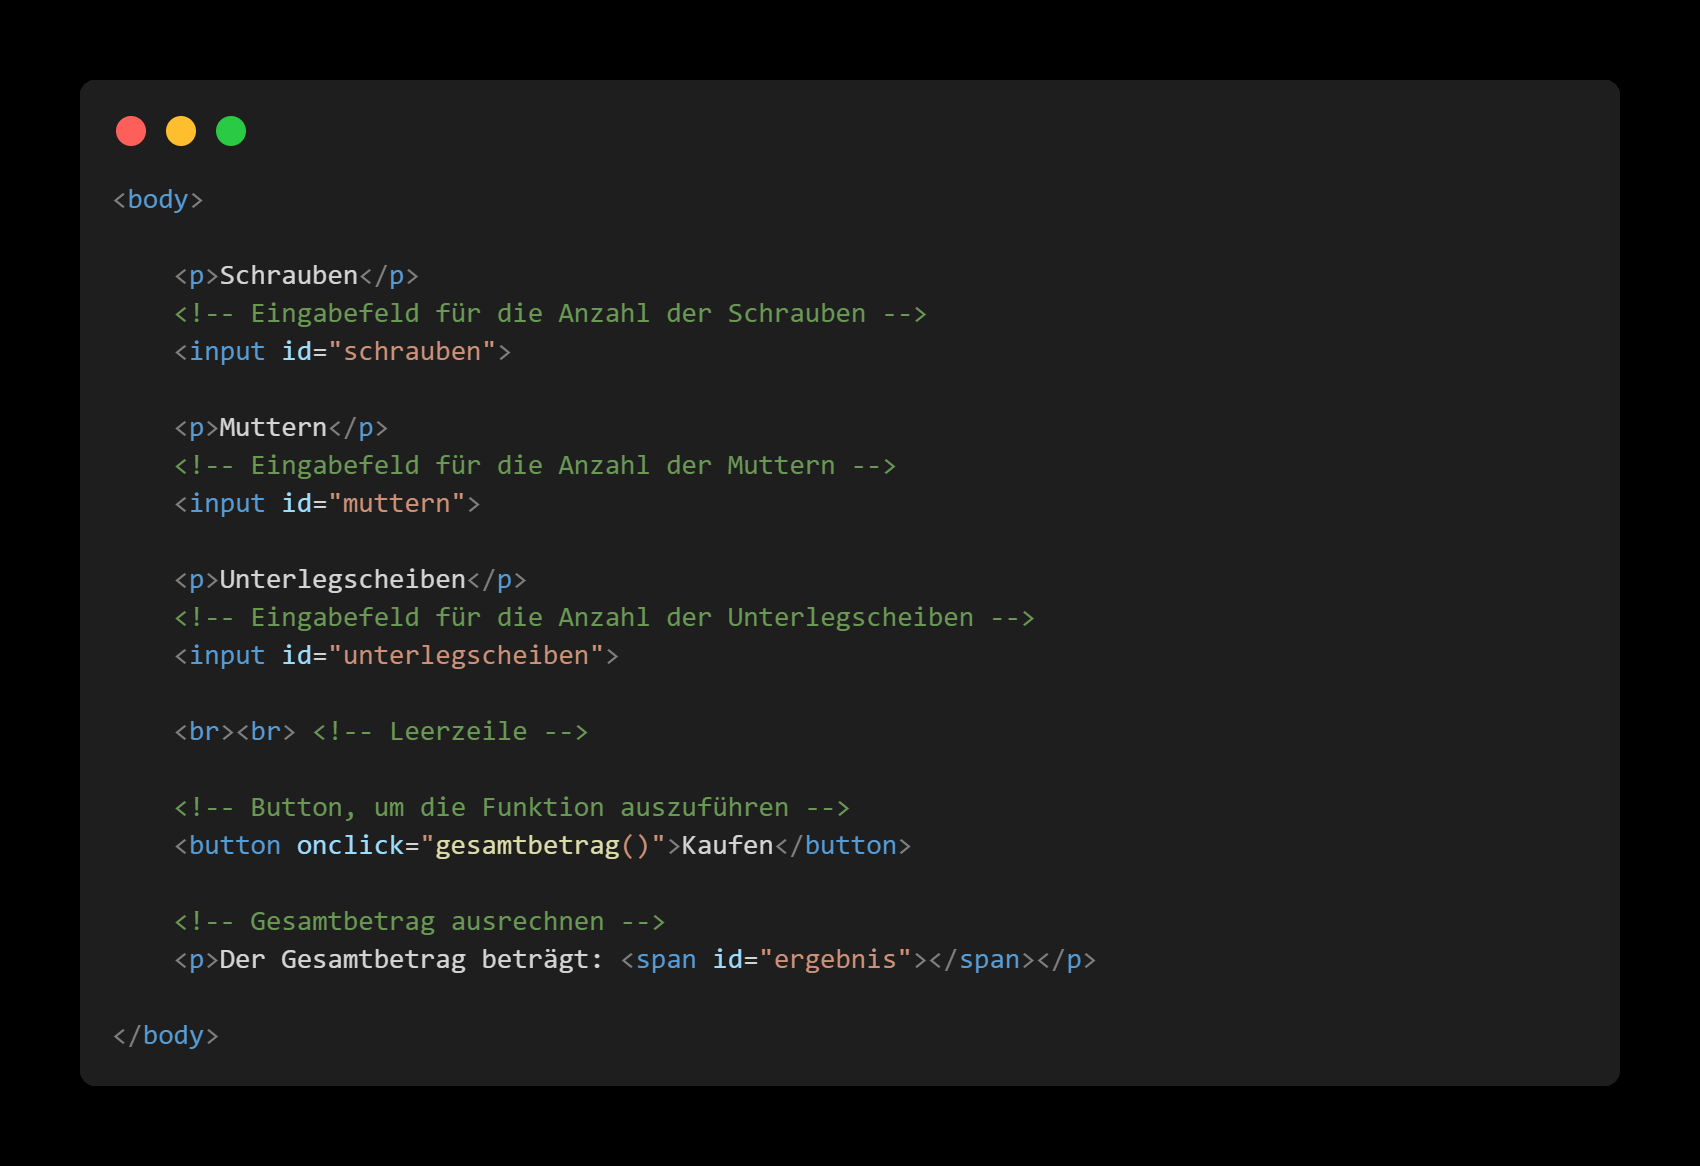 <body>
<p>Schrauben</p>
<!-- Eingabefeld für die Anzahl der Schrauben -->
<input id="schrauben">
<p>Muttern</p>
<!-- Eingabefeld für die Anzahl der Muttern -->
<input id="muttern">
<p>Unterlegscheiben</p>
<!-- Eingabefeld für die Anzahl der Unterlegscheiben -->
<input id="unterlegscheiben">
<br><br> <!-- Leerzeile -->
<!-- Button, um die Funktion auszuführen -->
<button onclick="gesamtbetrag()">Kaufen</button>
<!-- Gesamtbetrag ausrechnen -->
<p>Der Gesamtbetrag beträgt: <span id="ergebnis"></span></p>
</body>